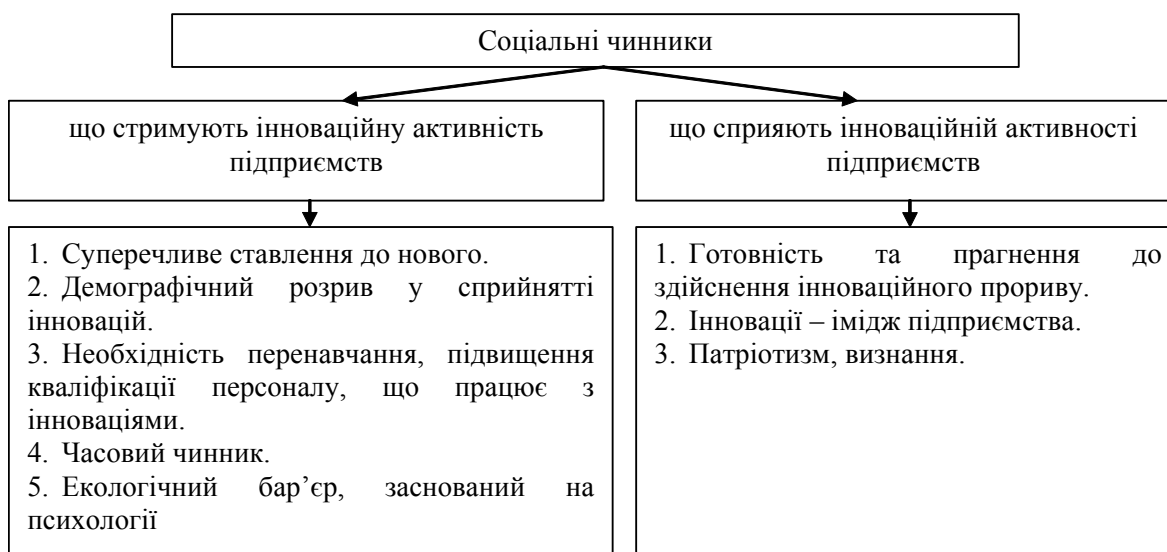 Соціальні чинники
що стримують інноваційну активність
підприємств
що сприяють інноваційній активності
підприємств
1. Суперечливе ставлення до нового.
2. Демографічний розрив у сприйнятті
інновацій.
3. Необхідність перенавчання, підвищення
кваліфікації персоналу, що працює з
інноваціями.
4. Часовий чинник.
5. Екологічний бар’єр, заснований на
психології
1. Готовність та прагнення до
здійснення інноваційного прориву.
2. Інновації – імідж підприємства.
3. Патріотизм, визнання.